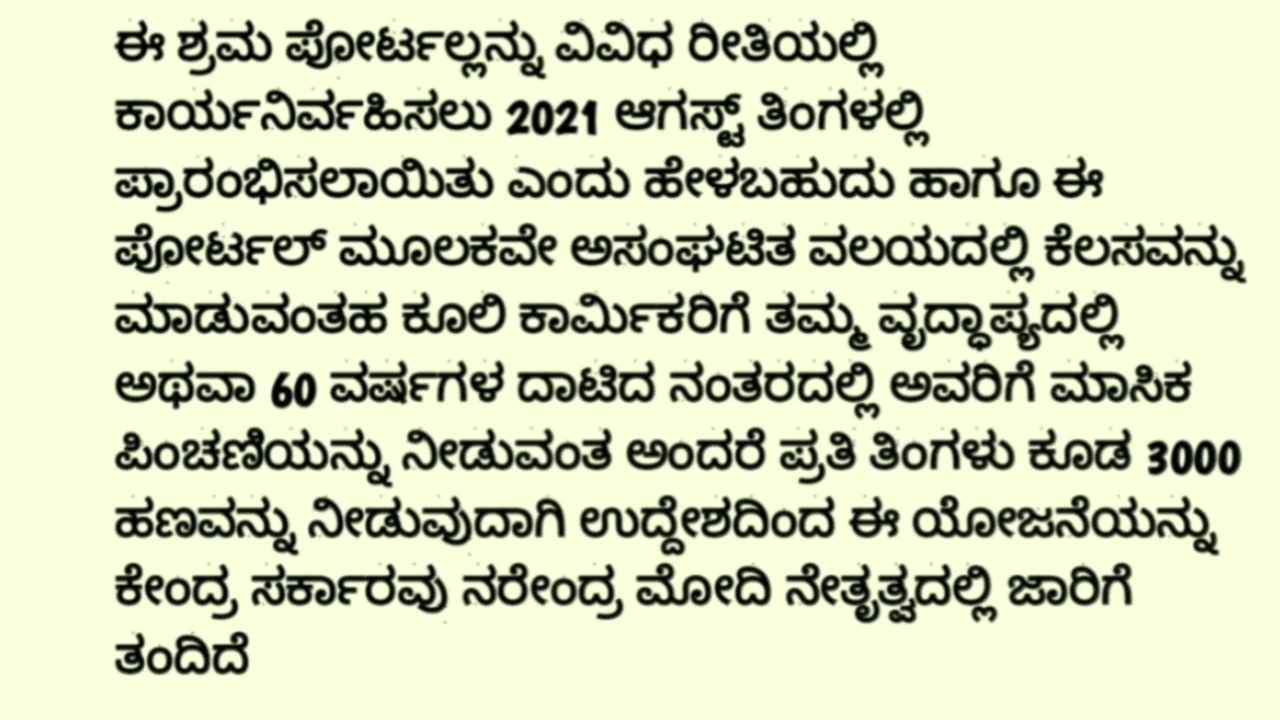 ಈ ಶ್ರಮ ಪೋರ್ಟಲ್ಲನ್ನು ವಿವಿಧ ರೀತಿಯಲ್ಲಿ
ಕಾರ್ಯನಿರ್ವಹಿಸಲು 2021 ಆಗಸ್ಟ್ ತಿಂಗಳಲ್ಲಿ
ಪ್ರಾರಂಭಿಸಲಾಯಿತು ಎಂದು ಹೇಳಬಹುದು ಹಾಗೂ ಈ
ಪೋರ್ಟಲ್ ಮೂಲಕವೇ ಅಸಂಘಟಿತ ವಲಯದಲ್ಲಿ ಕೆಲಸವನ್ನು
ಮಾಡುವಂತಹ ಕೂಲಿ ಕಾರ್ಮಿಕರಿಗೆ ತಮ್ಮ ವೃದ್ಧಾಪ್ಯದಲ್ಲಿ
ಅಥವಾ 60 ವರ್ಷಗಳ ದಾಟಿದ ನಂತರದಲ್ಲಿ ಅವರಿಗೆ ಮಾಸಿಕ
ಪಿಂಚಣಿಯನ್ನು ನೀಡುವಂತ ಅಂದರೆ ಪ್ರತಿ ತಿಂಗಳು ಕೂಡ 3000
ಹಣವನ್ನು ನೀಡುವುದಾಗಿ ಉದ್ದೇಶದಿಂದ ಈ ಯೋಜನೆಯನ್ನು
ಕೇಂದ್ರ ಸರ್ಕಾರವು ನರೇಂದ್ರ ಮೋದಿ ನೇತೃತ್ವದಲ್ಲಿ ಜಾರಿಗೆ
ತಂದಿದೆ